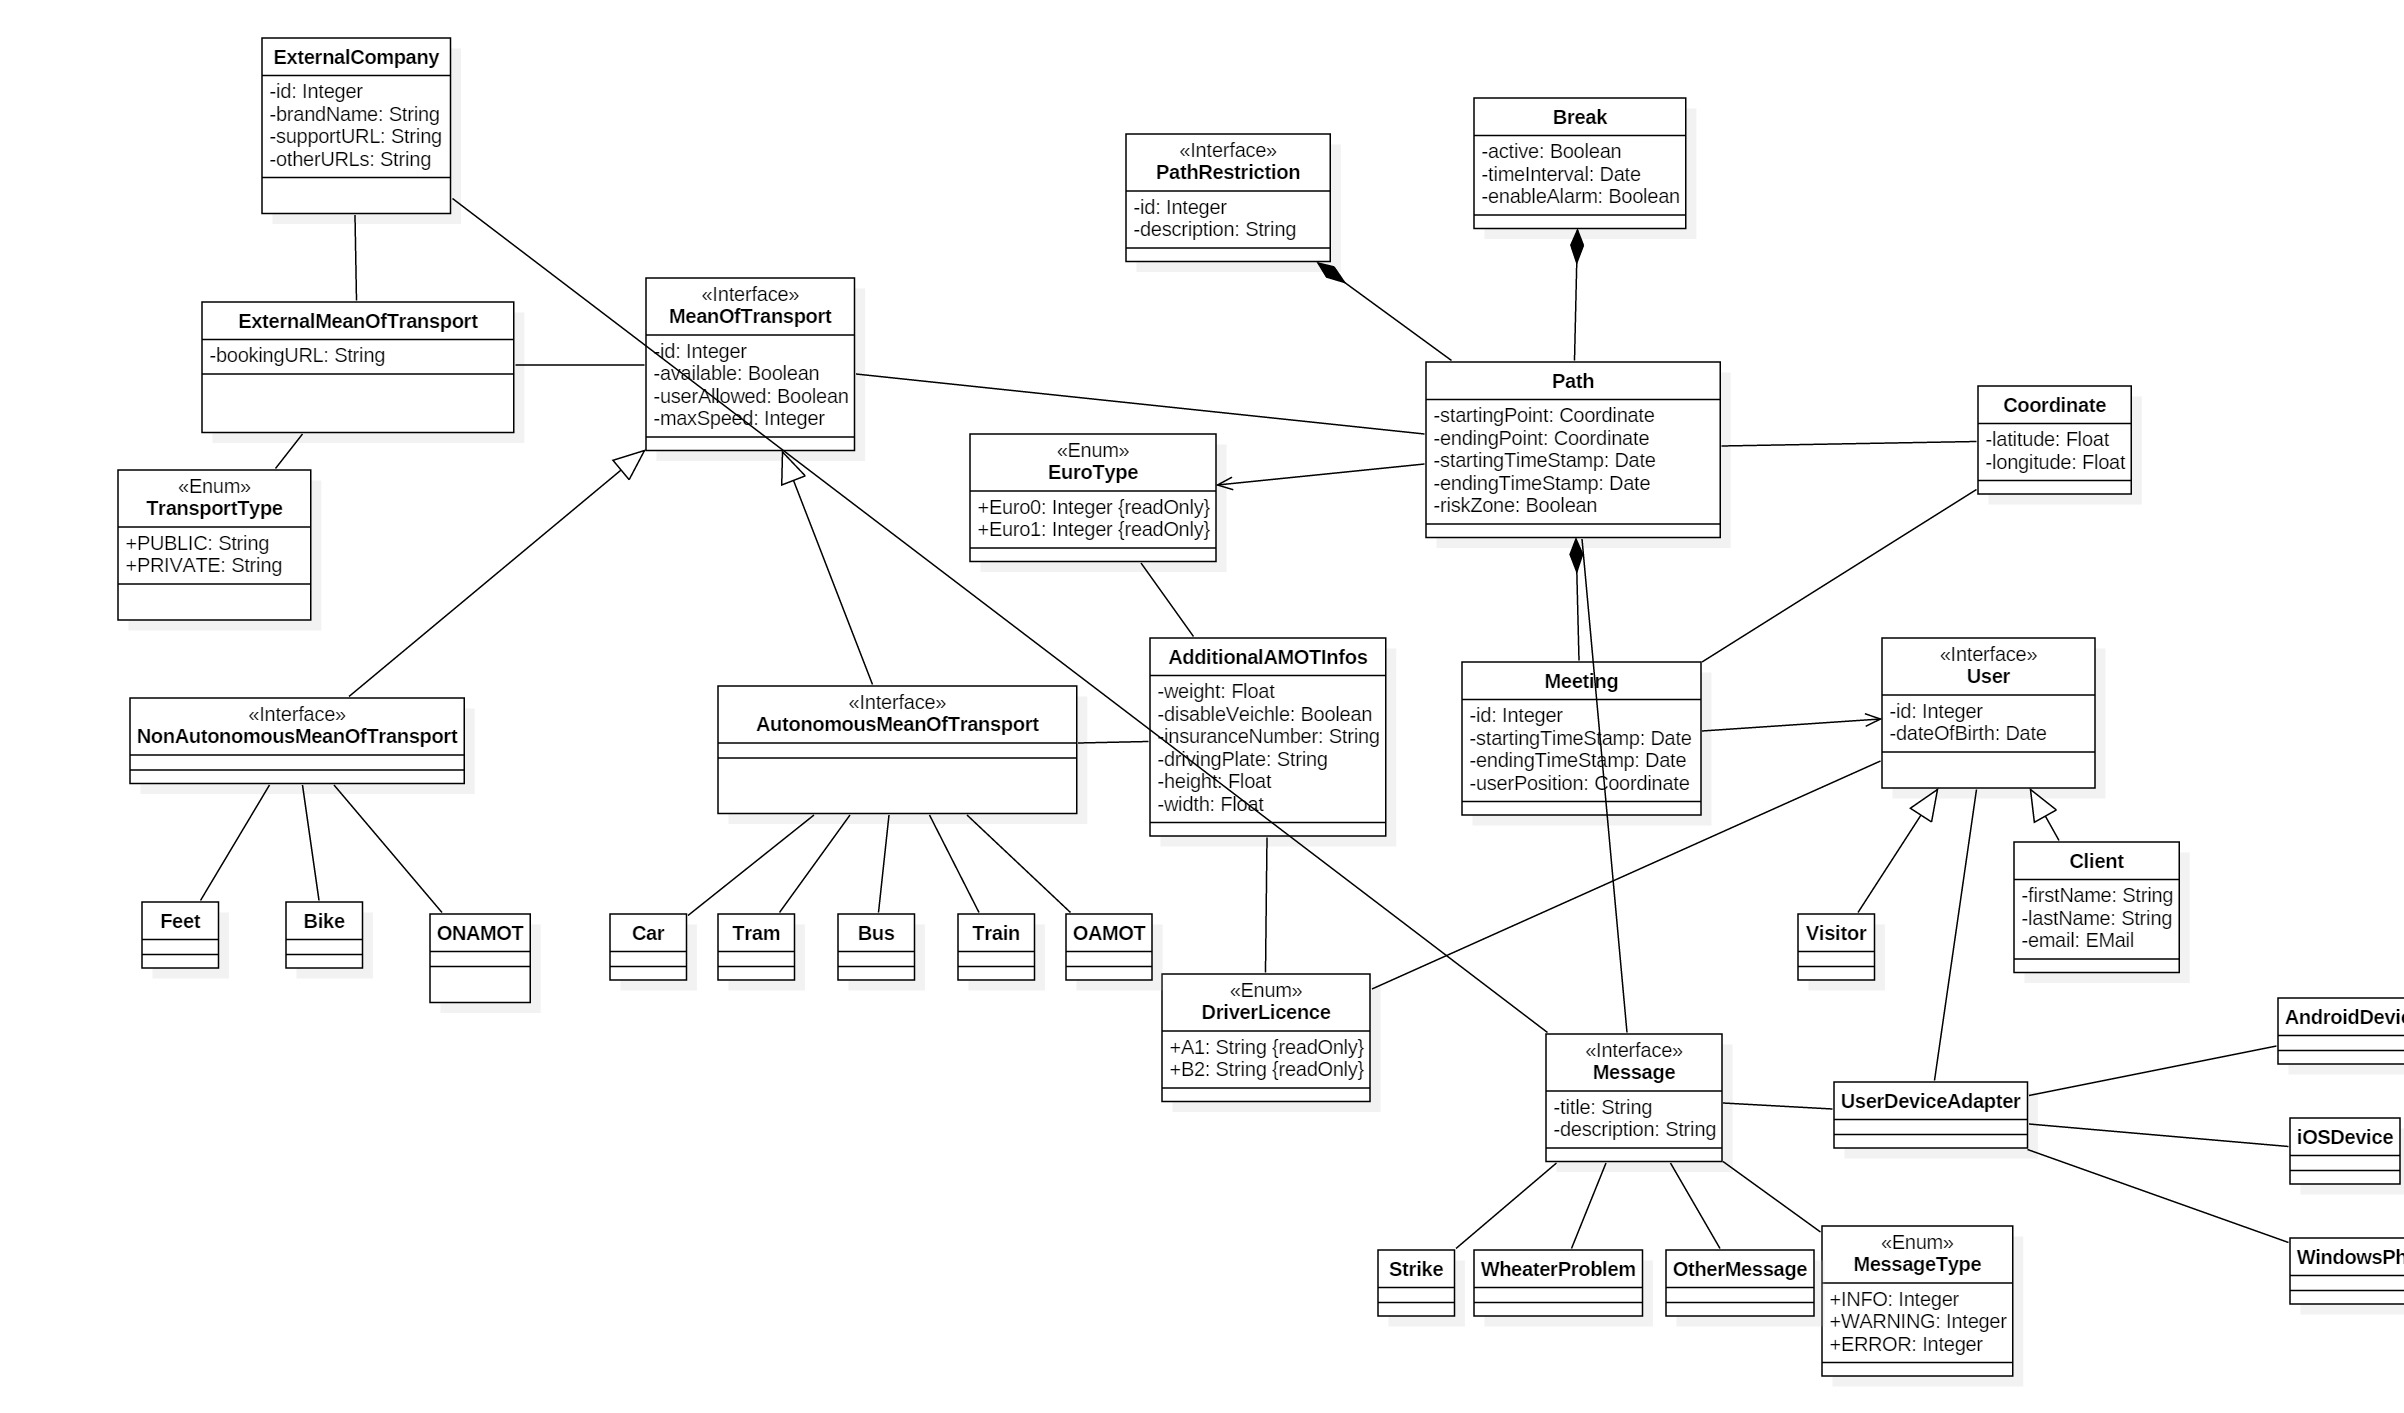 ExternalCompany
-id: Integer
-brandName: String
-supportURL: String
-otherURLs: String
Break
-active: Boolean
-timeInterval: Date
-enableAlarm: Boolean
«Interface»
PathRestriction
-id: Integer
-description: String
ExternalMeanOfTransport
-bookingURL: String
«Interface»
MeanOfTransport
-id: Integer
-available: Boolean
-userAllowed: Boolean
-maxSpeed: Integer
Path
-startingPoint: Coordinate
-endingPoint: Coordinate
-startingTimeStamp: Date
-endingTimeStamp: Date
-riskZone: Boolean
Coordinate
-latitude: Float
-longitude: Float
«Enum»
EuroType
+Euro0: Integer {readOnly}
+Euro1: Integer {readOnly}
«Enum»
TransportType
+PUBLIC: String
+PRIVATE: String
«Interface»
NonAutonomousMeanOfTransport
«Interface»
AutonomousMeanOfTransport
AdditionalAMOTInfos
-weight: Float
-disableVeichle: Boolean
-insuranceNumber: String
-drivingPlate: String
-height: Float
-width: Float
Meeting
-id: Integer
-startingTimeStamp: Date
-endingTimeStamp: Date
-userPosition: Coordinate
«Interface»
User
-id: Integer
-dateOfBirth: Date
Client
-firstName: String
-lastName: String
-email: EMail
Feet
Bike
ONAMOT
Car
Tram
Bus
Train
OAMOT
Visitor
«Enum»
DriverLicence
+A1: String {readOnly}
+B2: String {readOnly}
«Interface»
Message
-title: String
-description: String
UserDeviceAdapter
iOSDevice
Strike
WheaterProblem
OtherMessage
«Enum»
MessageType
+INFO: Integer
+WARNING: Integer
+ERROR: Integer